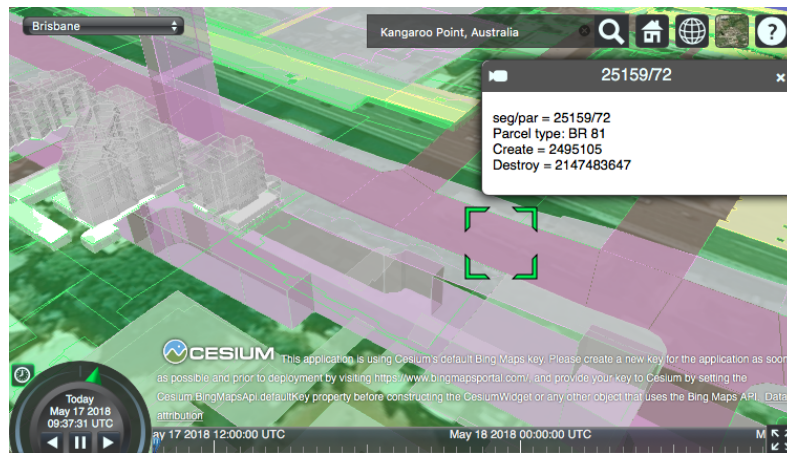 Brisbane
Kangaroo Point, Australia
?
25159/72
×
seg/par = 25159/72
Parcel type: BR 81
Create = 2495105
Destroy = 2147483647
CESIUM This application is using Cesium's default Bing Maps key. Please create a new key for the application as soon
as possible and prior to deployment by visiting https://www.bingmapsportal.com/, and provide your key to Cesium by setting the
Cesium.BingMapsApi.defaultKey property before constructing the CesiumWidget or any other object that uses the Bing Maps API. Data
attribution
Today
May 17 2018
09:37:31 UTC
ay 17 2018 12:00:00 UTC
May 18 2018 00:00:00 UTC
M